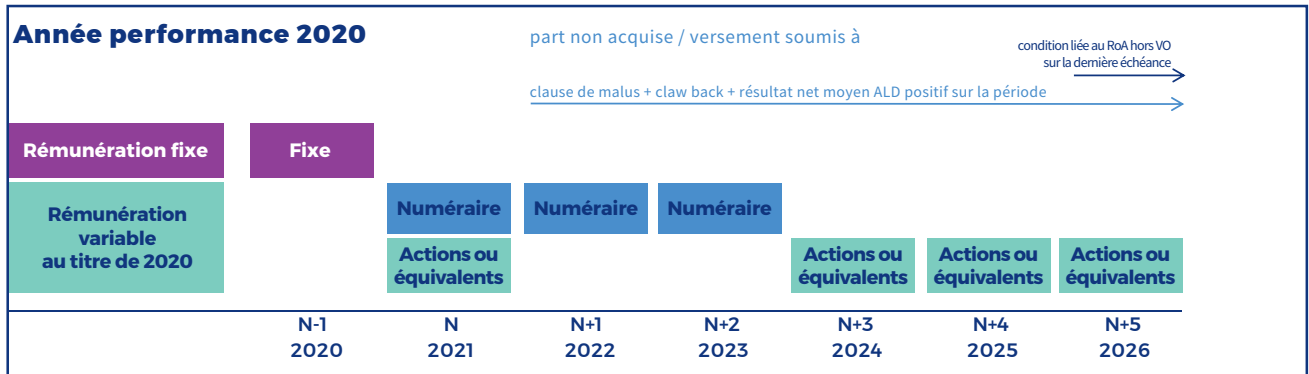 Année performance 2020
part non acquise / versement soumis à
condition liée au RoA hors VO
sur la dernière échéance
clause de malus + claw back + résultat net moyen ALD positif sur la période
Rémunération fixe
Fixe
Rémunération
variable
au titre de 2020
Numéraire
Numéraire
Numéraire
Actions ou
équivalents
Actions ou
équivalents
Actions ou
équivalents
Actions ou
équivalents
N-1
2020
N
2021
N+1
2022
N+2
2023
N+3
2024
N+4
2025
N+5
2026